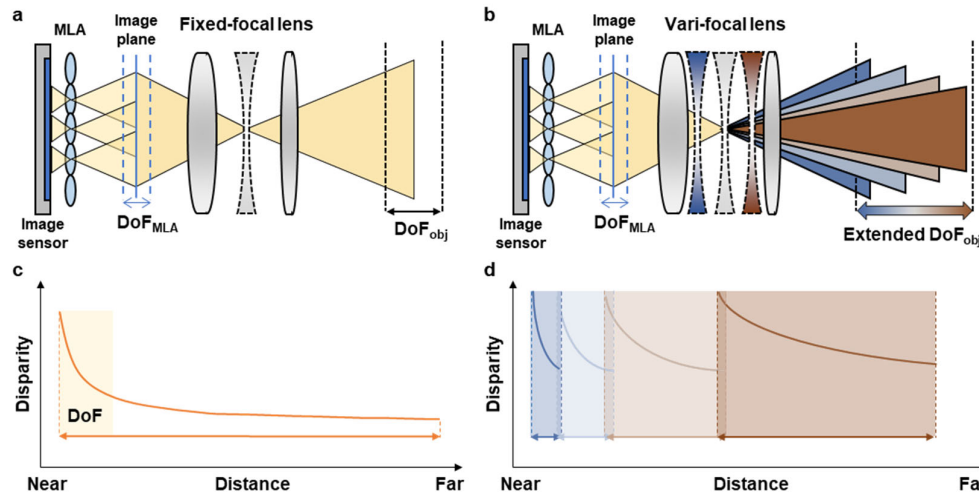 a
MLA
Image
plane
Fixed-focal lens
DoFMLA
DoFobj
Image
sensor
b
MLA
Image
plane
Vari-focal lens
DoFMLA
Extended DoFobj
Image
sensor
c
Disparity
DoF
Near
Distance
Far
d
Disparity
Near
Distance
Fa